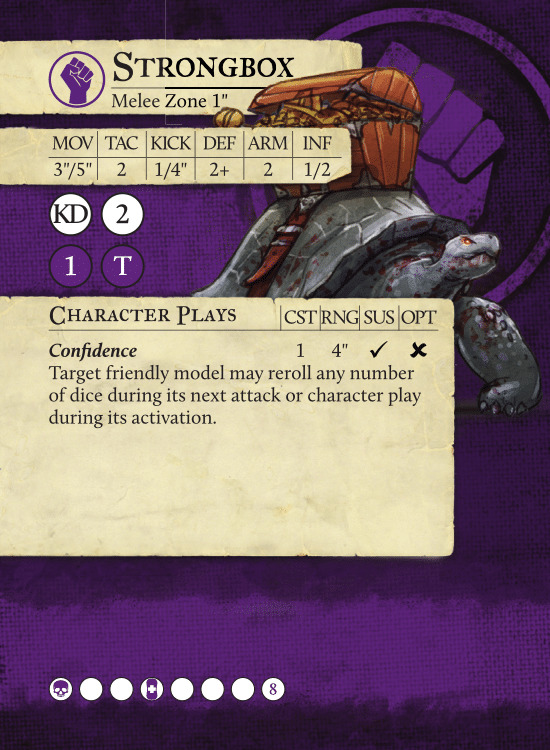 STRONGBOX
Melee Zone 1"
MOV TAC KICK DEF ARM INF
3"/5" 2 1/4" 2+ 2 1/2
KD 2
1 T
CHARACTER PLAYS CST RNG SUS OPT
Confidence 1 4" ✓ ✘
Target friendly model may reroll any number
of dice during its next attack or character play
during its activation.
8